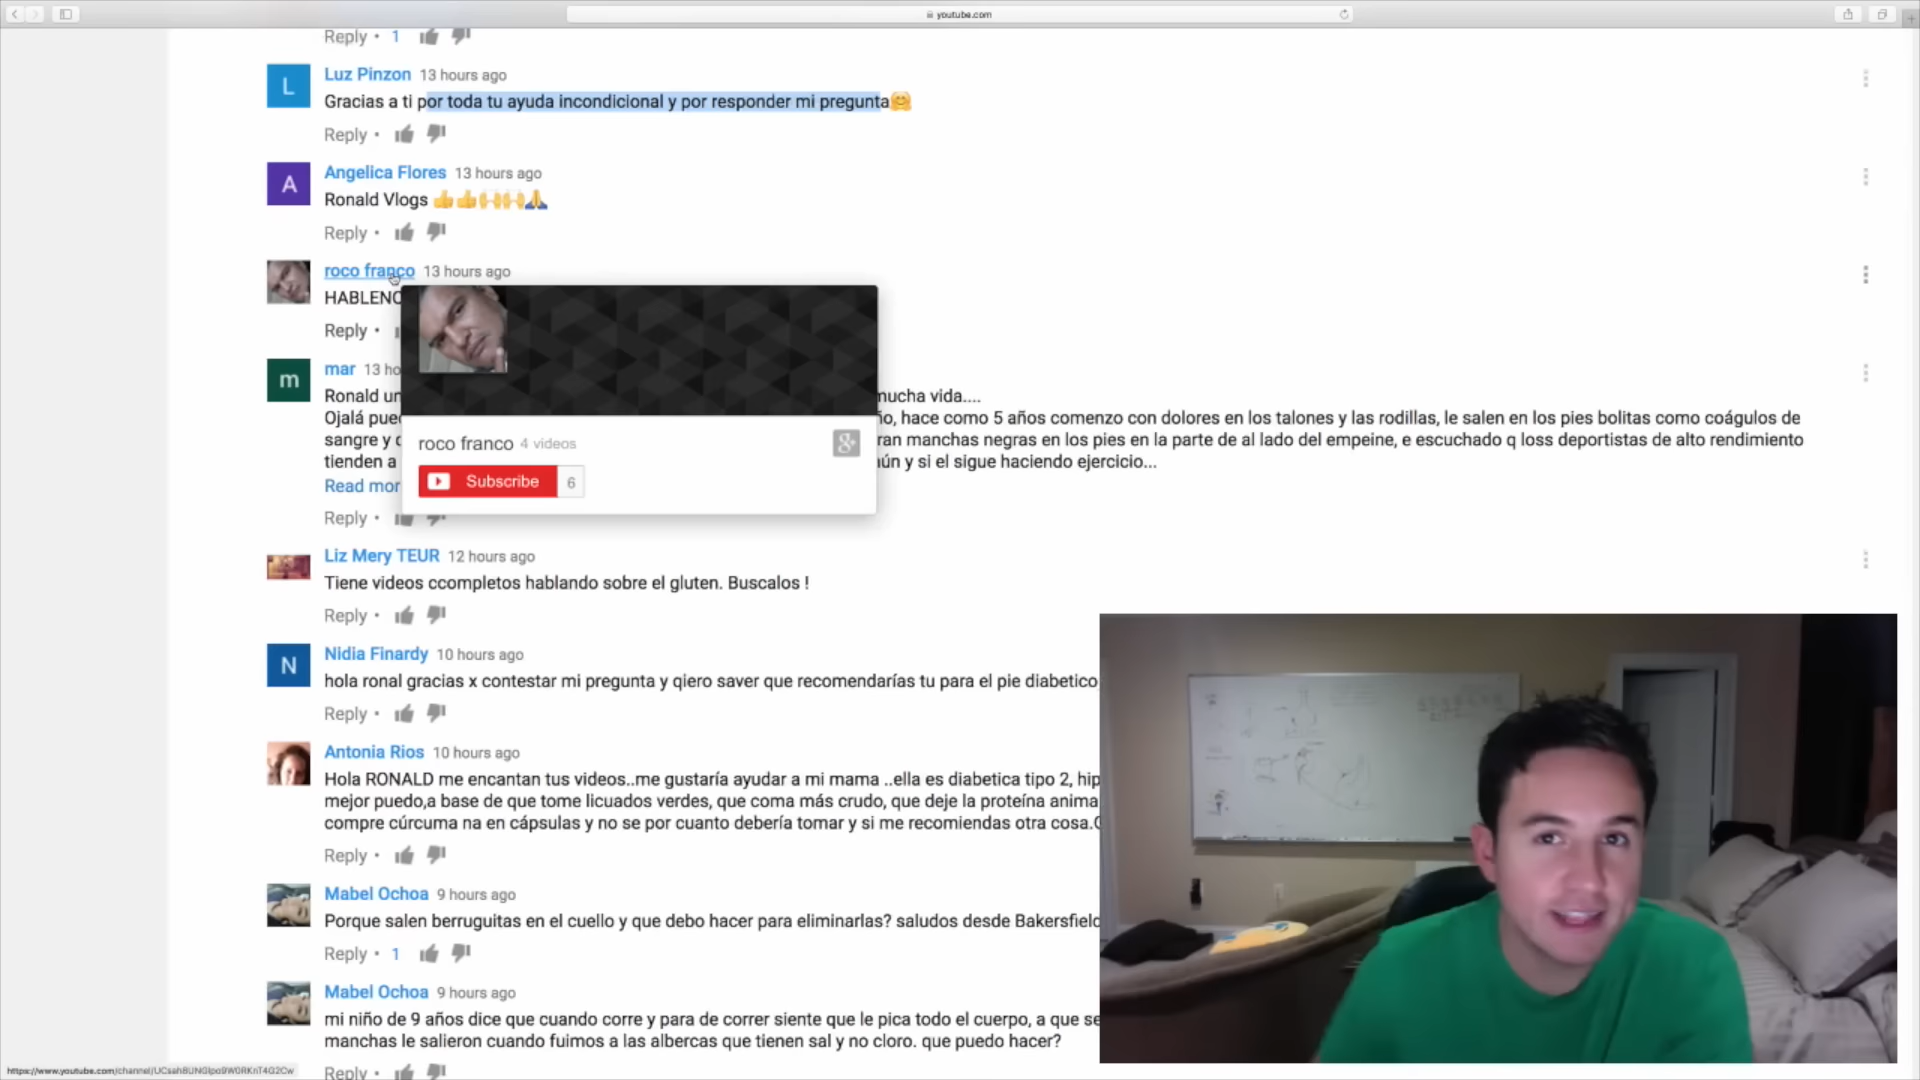 youtube.com
Reply • 1
L
Luz Pinzon 13 hours ago
Gracias a ti por toda tu ayuda incondicional y por responder mi pregunta🤗
Reply •
A
Angelica Flores 13 hours ago
Ronald Vlogs 👍👍🙌🙌🙏
Reply •
roco franco 13 hours ago
HABLENO
Reply •
roco franco 4 videos
Subscribe 6
m
mar 13 ho
Ronald un mucha vida....
Ojalá pue io, hace como 5 años comenzo con dolores en los talones y las rodillas, le salen en los pies bolitas como coágulos de
sangre y ran manchas negras en los pies en la parte de al lado del empeine, e escuchado q loss deportistas de alto rendimiento
tienden a ún y si el sigue haciendo ejercicio...
Read mor
Reply •
Liz Mery TEUR 12 hours ago
Tiene videos ccompletos hablando sobre el gluten. Buscalos !
Reply •
N
Nidia Finardy 10 hours ago
hola ronal gracias x contestar mi pregunta y qiero saver que recomendarías tu para el pie diabetico
Reply •
Antonia Rios 10 hours ago
Hola RONALD me encantan tus videos..me gustaría ayudar a mi mama ..ella es diabetica tipo 2, hip
mejor puedo,a base de que tome licuados verdes, que coma más crudo, que deje la proteína anima
compre cúrcuma na en cápsulas y no se por cuanto debería tomar y si me recomiendas otra cosa.
Reply •
Mabel Ochoa 9 hours ago
Porque salen berruguitas en el cuello y que debo hacer para eliminarlas? saludos desde Bakersfield
Reply • 1
Mabel Ochoa 9 hours ago
mi niño de 9 años dice que cuando corre y para de correr siente que le pica todo el cuerpo, a que se
manchas le salieron cuando fuimos a las albercas que tienen sal y no cloro. que puedo hacer?
Reply •